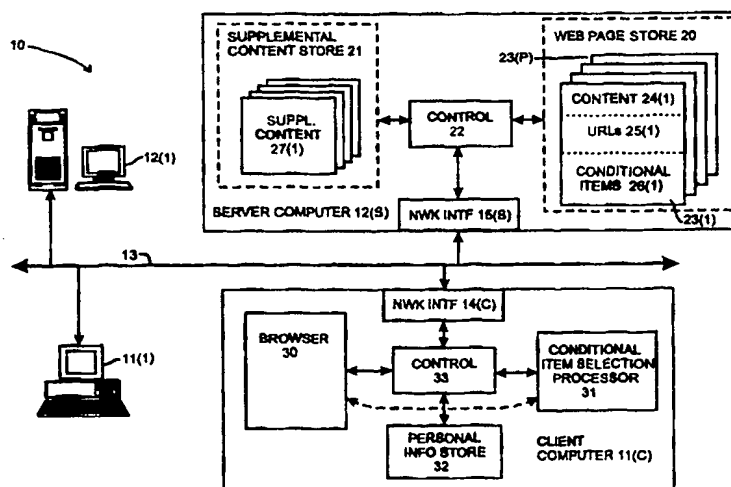 10
12(1)
SUPPLEMENTAL
CONTENT STORE 21
SUPPL.
CONTENT
27(1)
CONTROL
22
WEB PAGE STORE 20
23(P)
CONTENT 24(1)
URLs 25(1)
CONDITIONAL
ITEMS 26(1)
23(1)
SERVER COMPUTER 12(S)
NWK INTF 15(S)
13
11(1)
NWK INTF 14(C)
BROWSER
30
CONTROL
33
CONDITIONAL
ITEM SELECTION
PROCESSOR
31
PERSONAL
INFO STORE
32
CLIENT
COMPUTER 11(C)